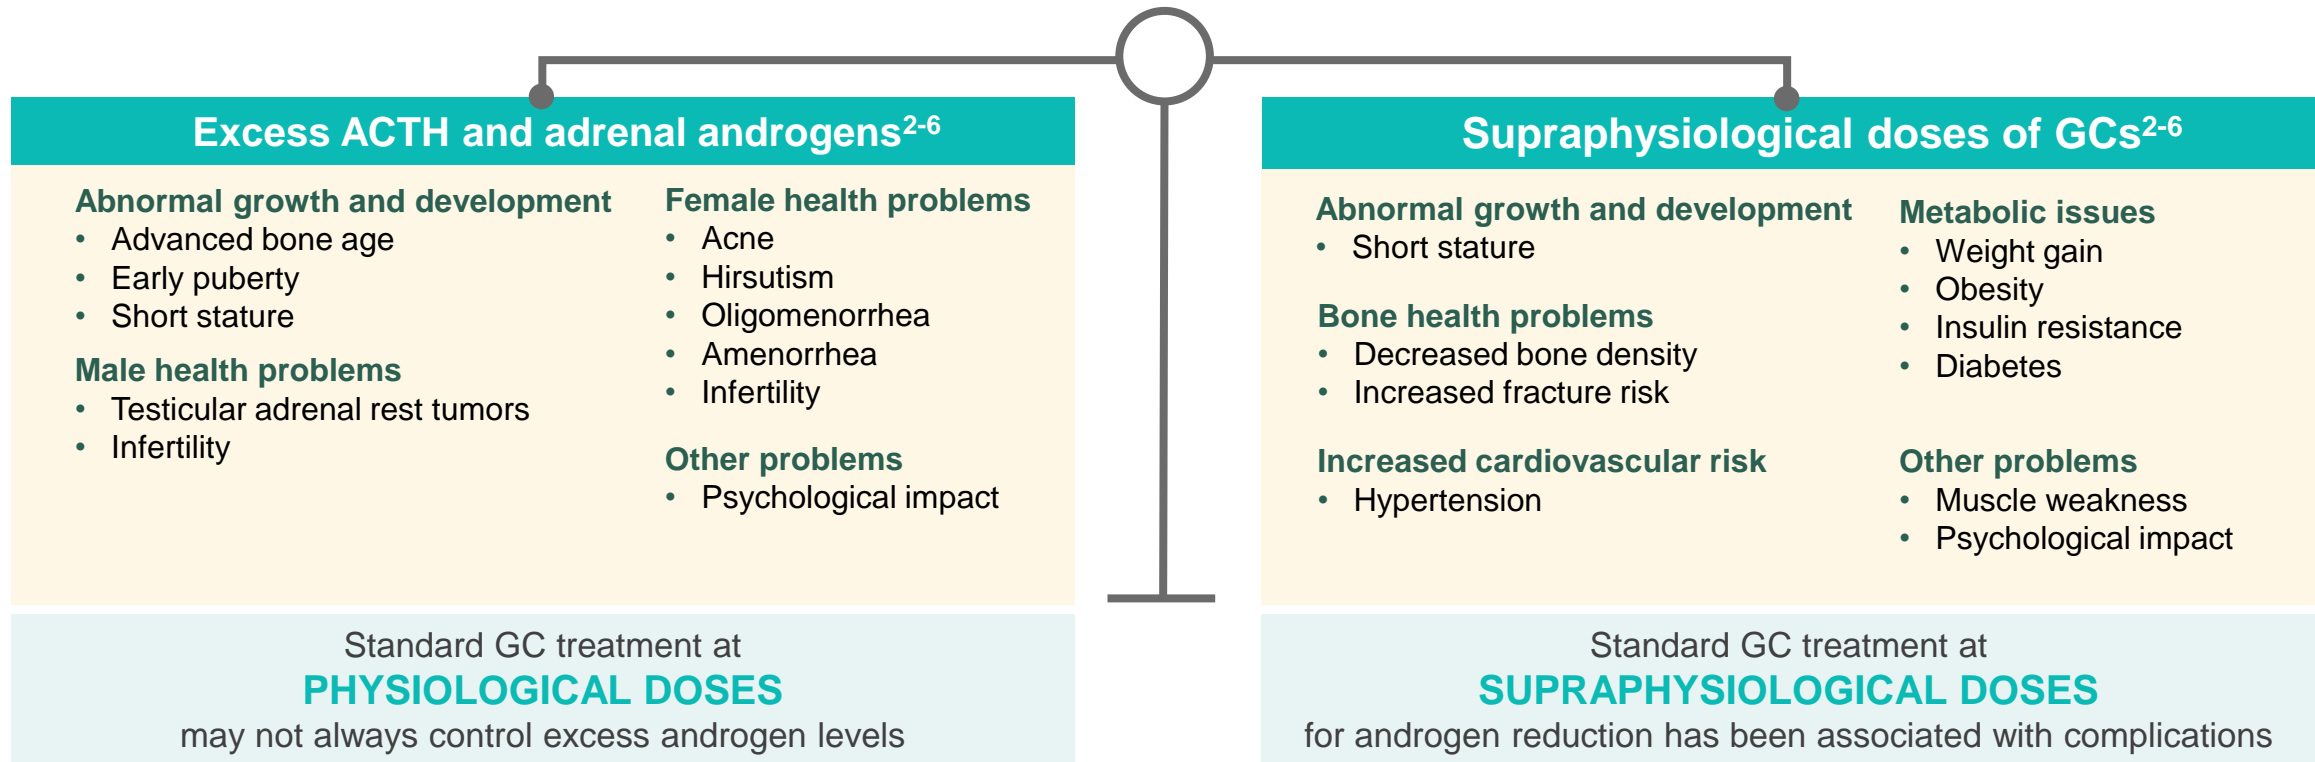 Excess ACTH and adrenal androgens2-6
Abnormal growth and development
• Advanced bone age
• Early puberty
• Short stature
Male health problems
• Testicular adrenal rest tumors
• Infertility
Female health problems
• Acne
• Hirsutism
• Oligomenorrhea
• Amenorrhea
• Infertility
Other problems
• Psychological impact
Standard GC treatment at
PHYSIOLOGICAL DOSES
may not always control excess androgen levels
Supraphysiological doses of GCs2-6
Abnormal growth and development
• Short stature
Bone health problems
• Decreased bone density
• Increased fracture risk
Increased cardiovascular risk
• Hypertension
Metabolic issues
• Weight gain
• Obesity
• Insulin resistance
• Diabetes
Other problems
• Muscle weakness
• Psychological impact
Standard GC treatment at
SUPRAPHYSIOLOGICAL DOSES
for androgen reduction has been associated with complications